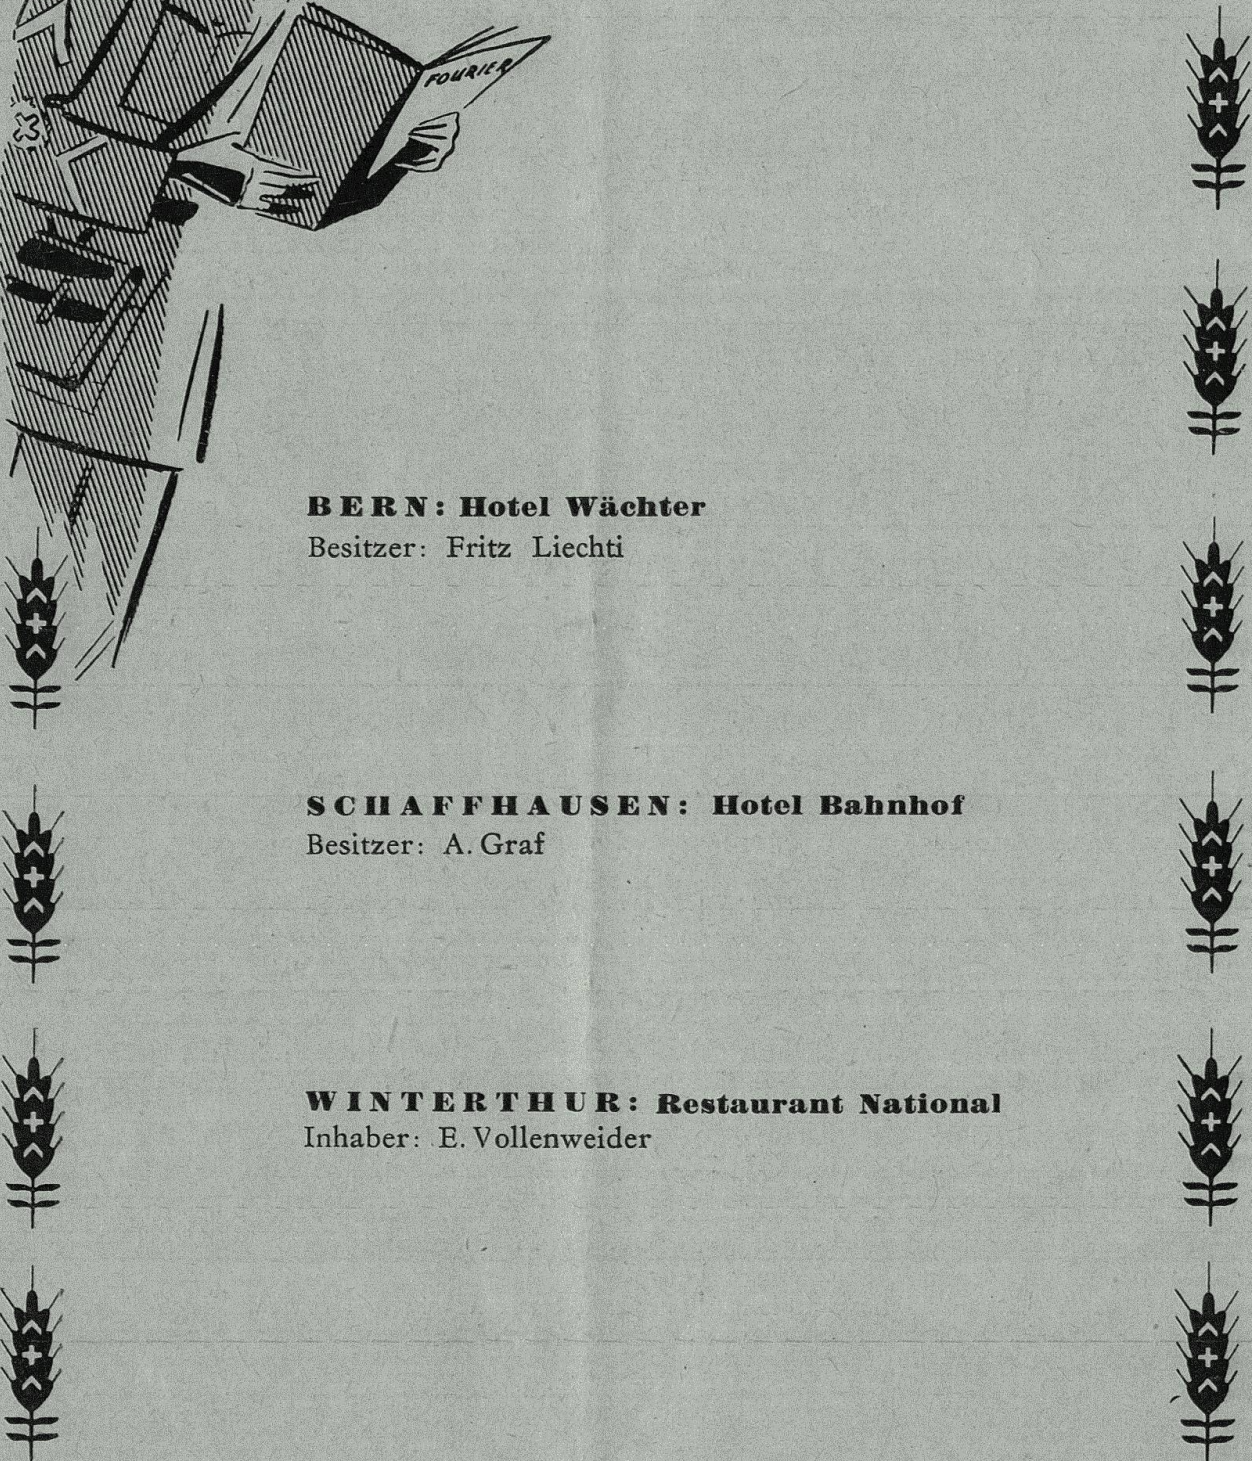 FOURIER
BERN: Hotel Wächter
Besitzer: Fritz Liechti
SCHAFFHAUSEN: Hotel Bahnhof
Besitzer: A. Graf
WINTERTHUR: Restaurant National
Inhaber: E. Vollenweider